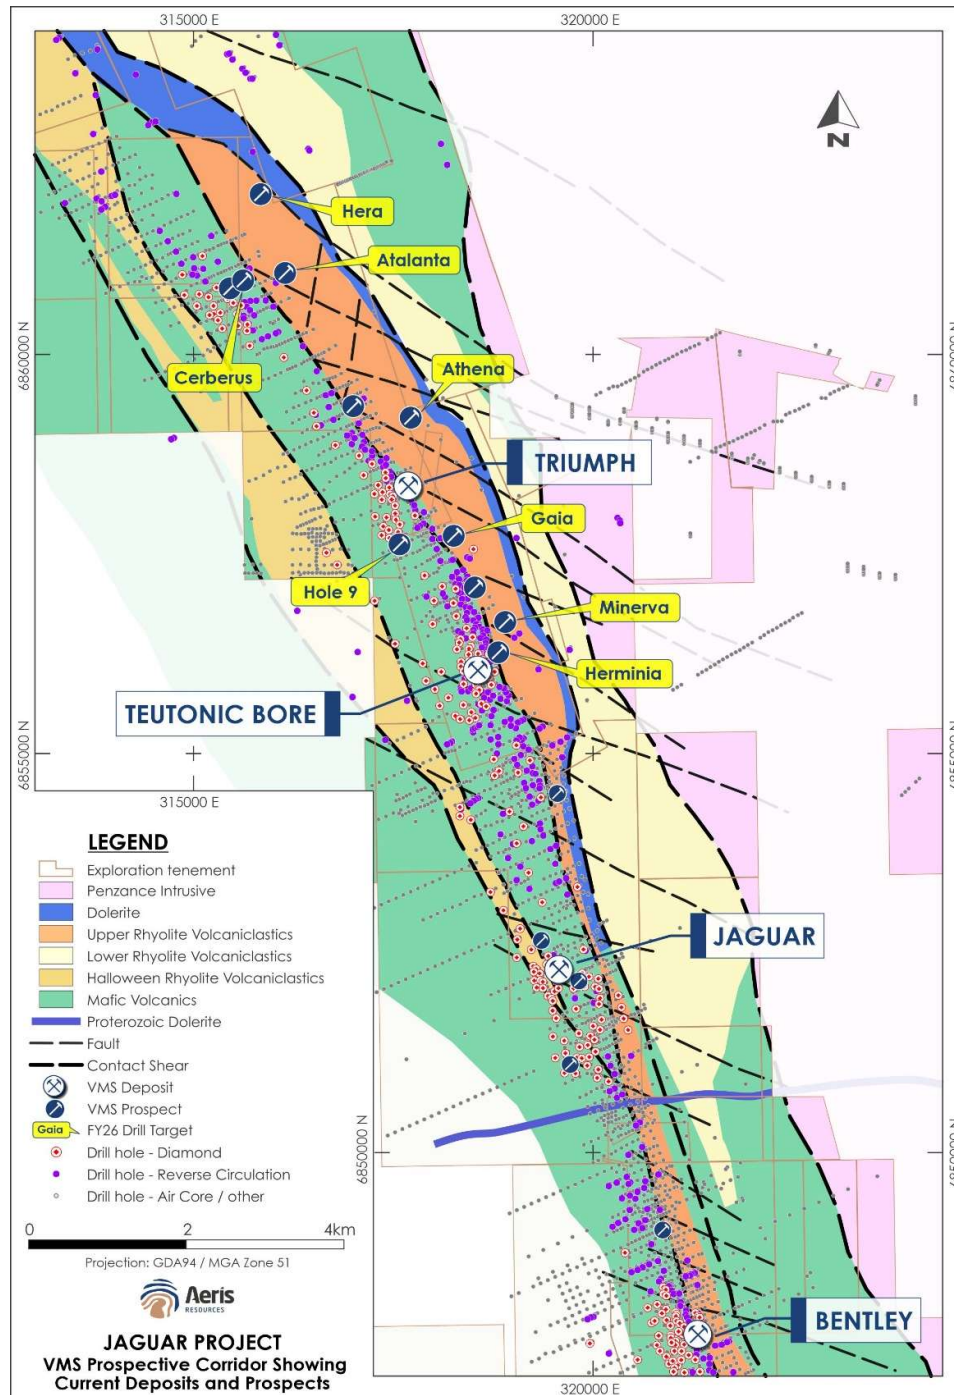 315000 E
320000 E
N
Hera
Atalanta
6860000 N
6860000 N
Cerberus
Athena
TRIUMPH
Gaia
Hole 9
Minerva
Herminia
TEUTONIC BORE
6855000 N
6855000 N
315000 E
LEGEND
Exploration tenement
Penzance Intrusive
Dolerite
Upper Rhyolite Volcaniclastics
Lower Rhyolite Volcaniclastics
Halloween Rhyolite Volcaniclastics
Mafic Volcanics
Proterozoic Dolerite
Fault
Contact Shear
VMS Deposit
VMS Prospect
Gaia FY26 Drill Target
Drill hole - Diamond
Drill hole - Reverse Circulation
Drill hole - Air Core / other
JAGUAR
6850000 N
6850000 N
0 2 4km
Projection: GDA94 / MGA Zone 51
Aeris
RESOURCES
BENTLEY
JAGUAR PROJECT
VMS Prospective Corridor Showing
Current Deposits and Prospects
320000 E